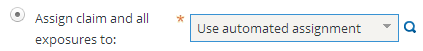 Assign claim and all
exposures to:
* Use automated assignment